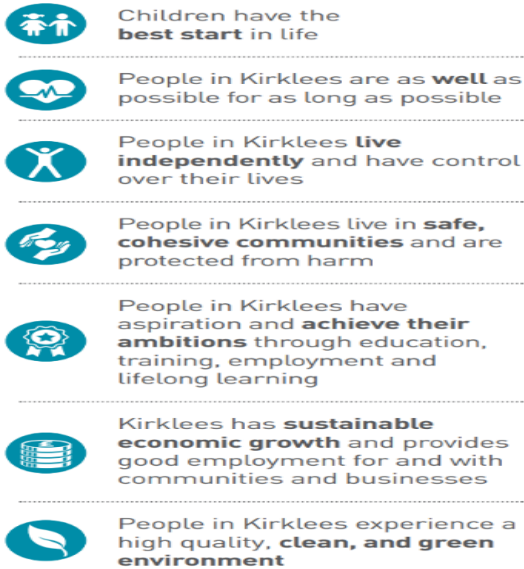 Children have the
best start in life
People in Kirklees are as well as
possible for as long as possible
People in Kirklees live
independently and have control
over their lives
People in Kirklees live in safe,
cohesive communities and are
protected from harm
People in Kirklees have
aspiration and achieve their
ambitions through education,
training, employment and
lifelong learning
Kirklees has sustainable
economic growth and provides
good employment for and with
communities and businesses
People in Kirklees experience a
high quality, clean, and green
environment